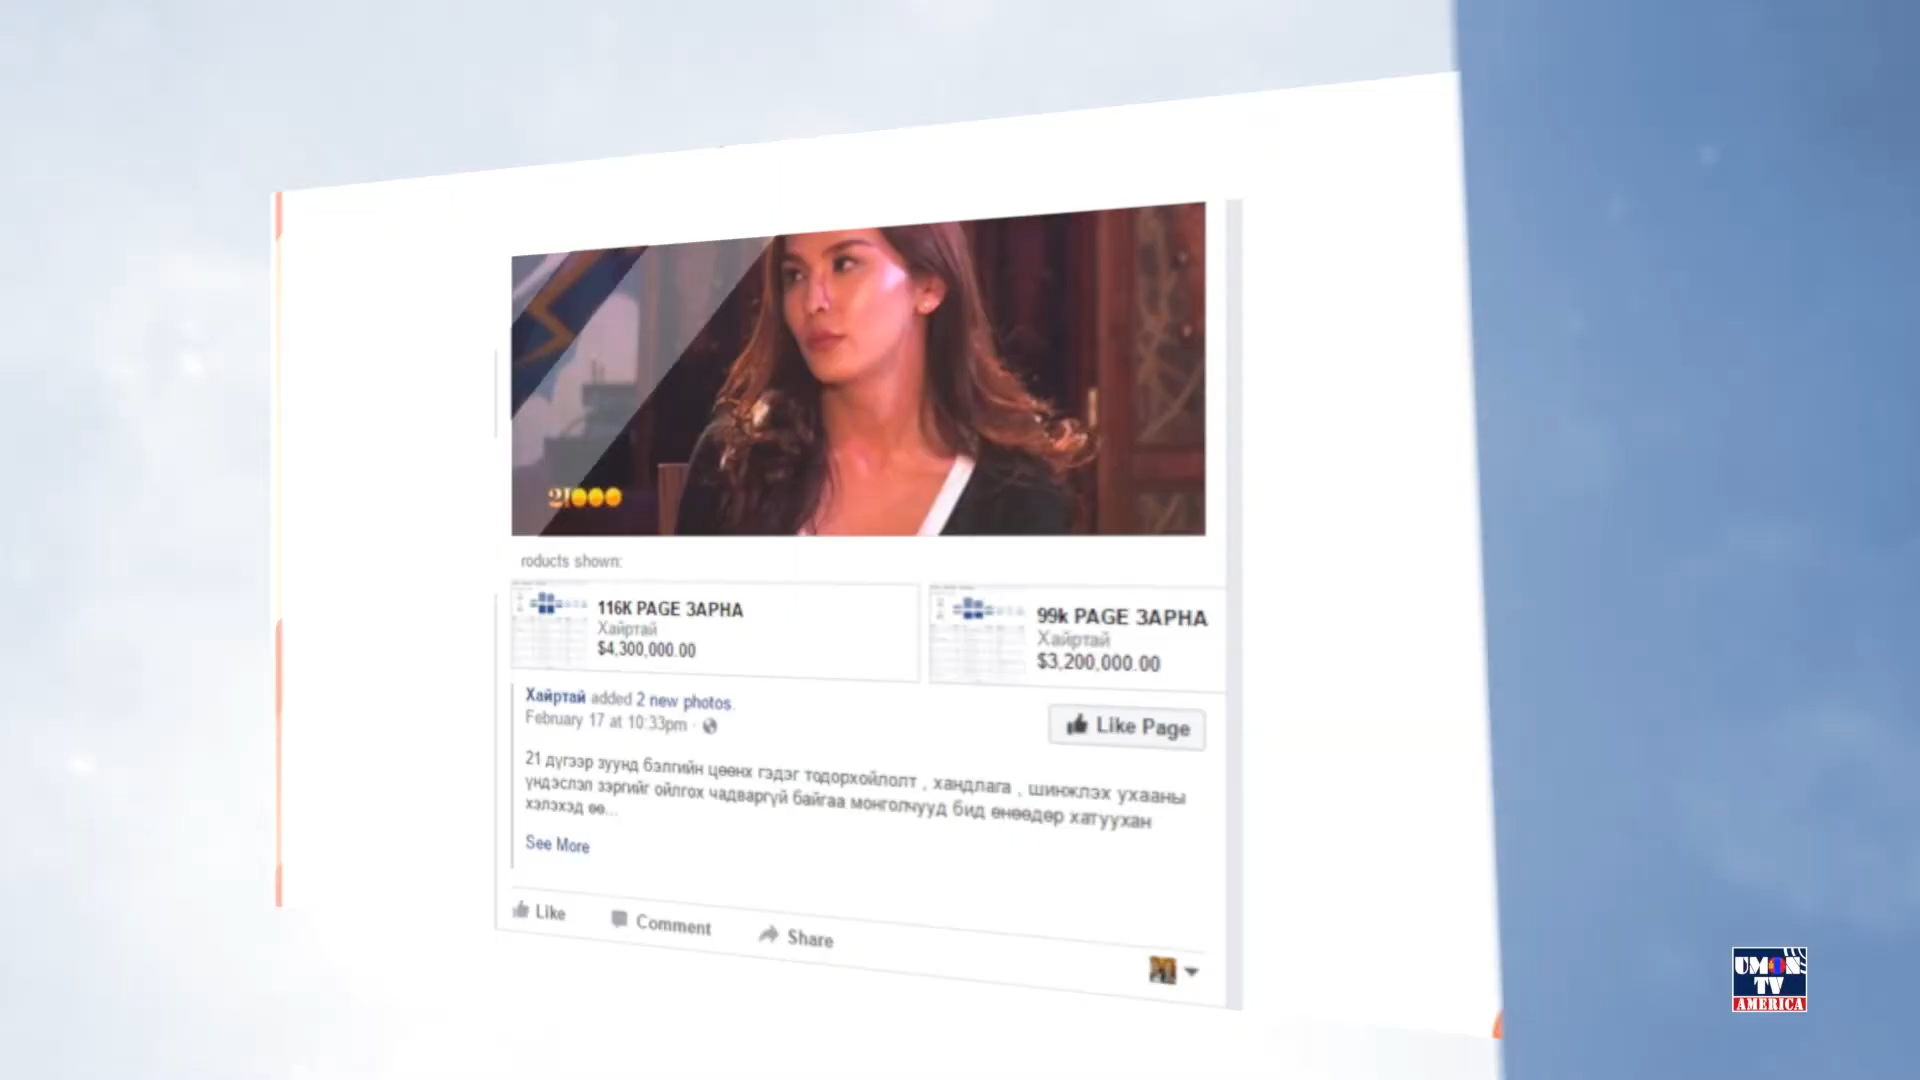 21
roducts shown:
116K PAGE ЗАРНА
Хайртай
$4,300,000.00
99k PAGE ЗАРНА
Хайртай
$3,200,000.00
Хайртай added 2 new photos.
February 17 at 10:33pm ·
Like Page
21 дүгээр зуунд бэлгийн цөөнх гэдэг тодорхойлолт , хандлага , шинжлэх ухааны
үндэслэл зэргийг ойлгох чадваргүй байгаа монголчууд бид өнөөдөр хатуухан
хэлэхэд өө...
See More
Like
Comment
Share
UMON
TV
AMERICA